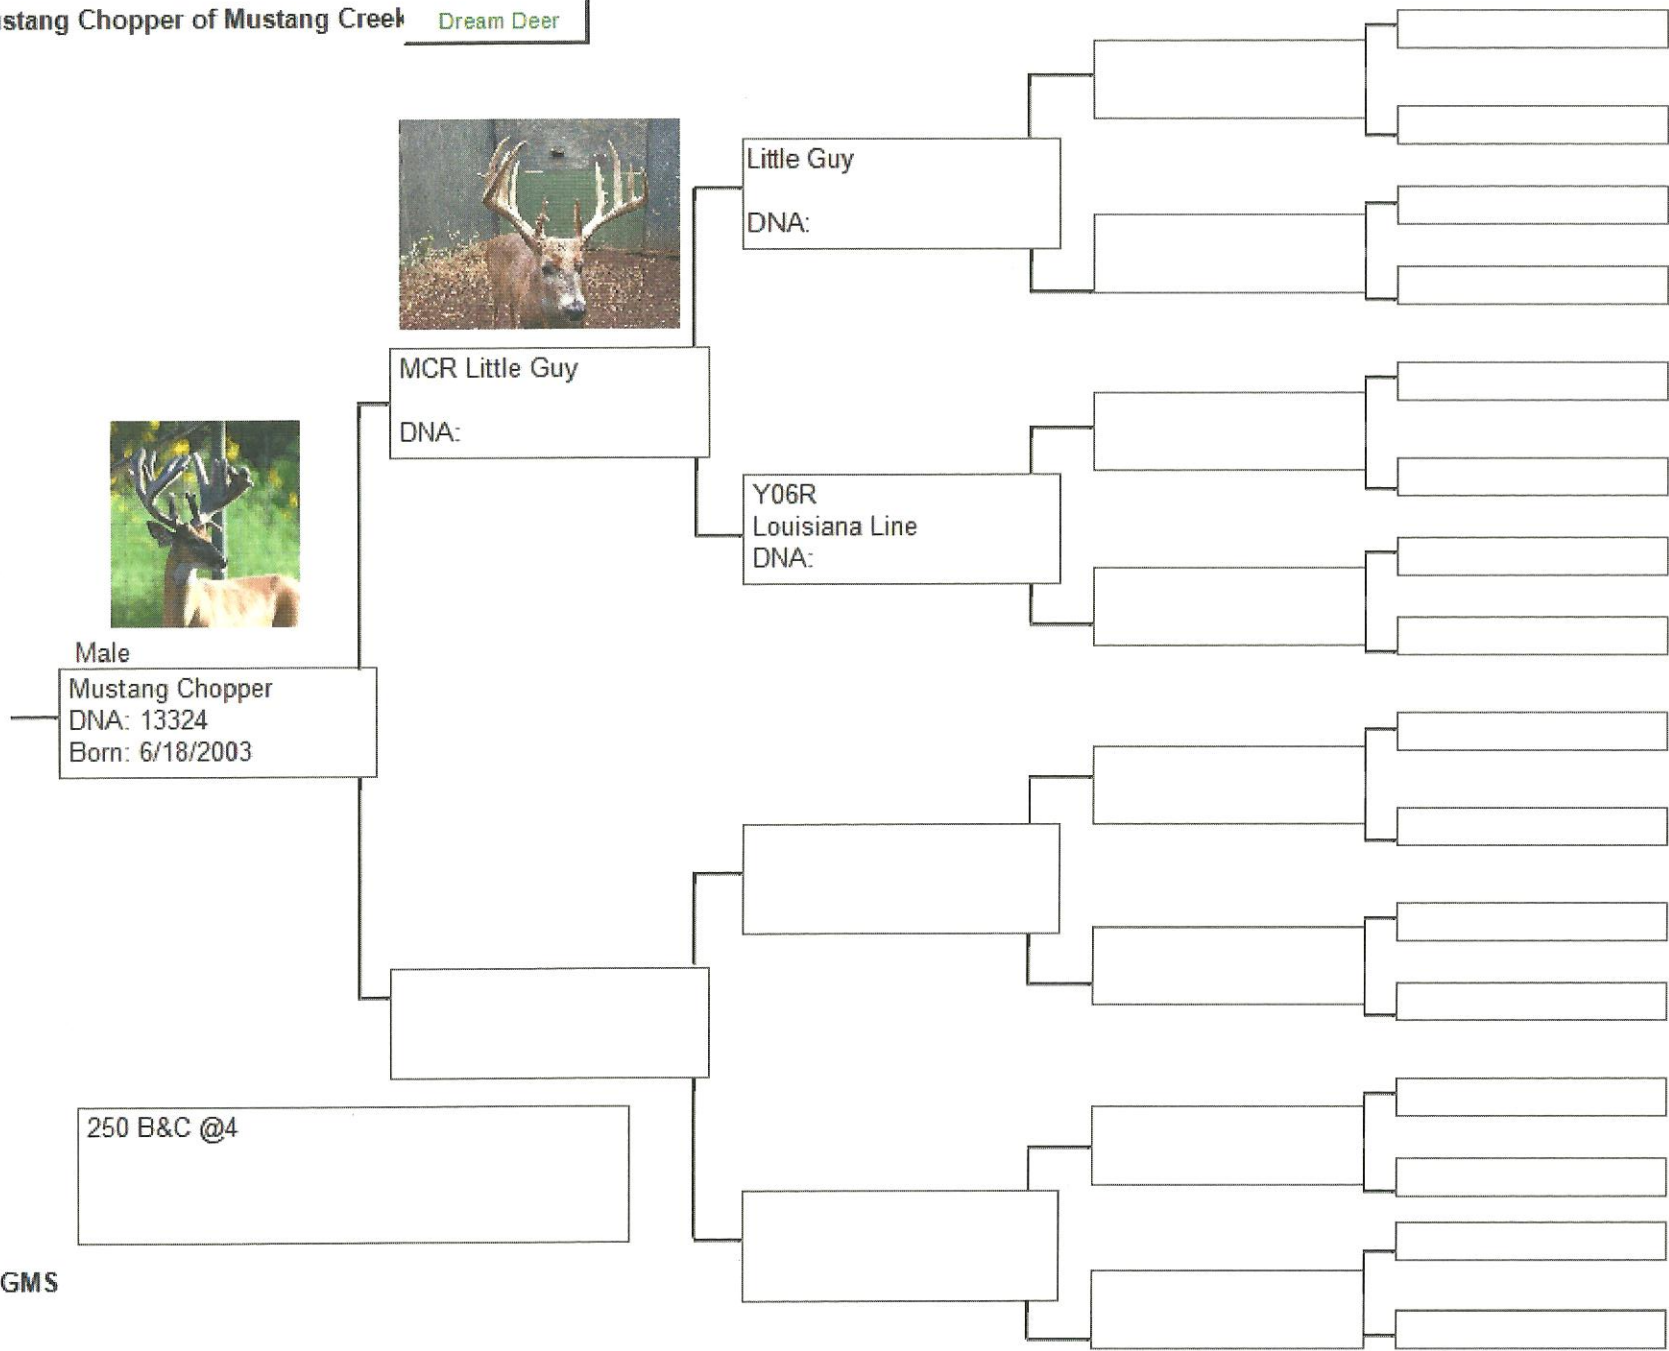 stang Chopper of Mustang Creek
Dream Deer
Little Guy
DNA:
MCR Little Guy
DNA:
Y06R
Louisiana Line
DNA:
Male
Mustang Chopper
DNA: 13324
Born: 6/18/2003
250 B&C @4
GMS